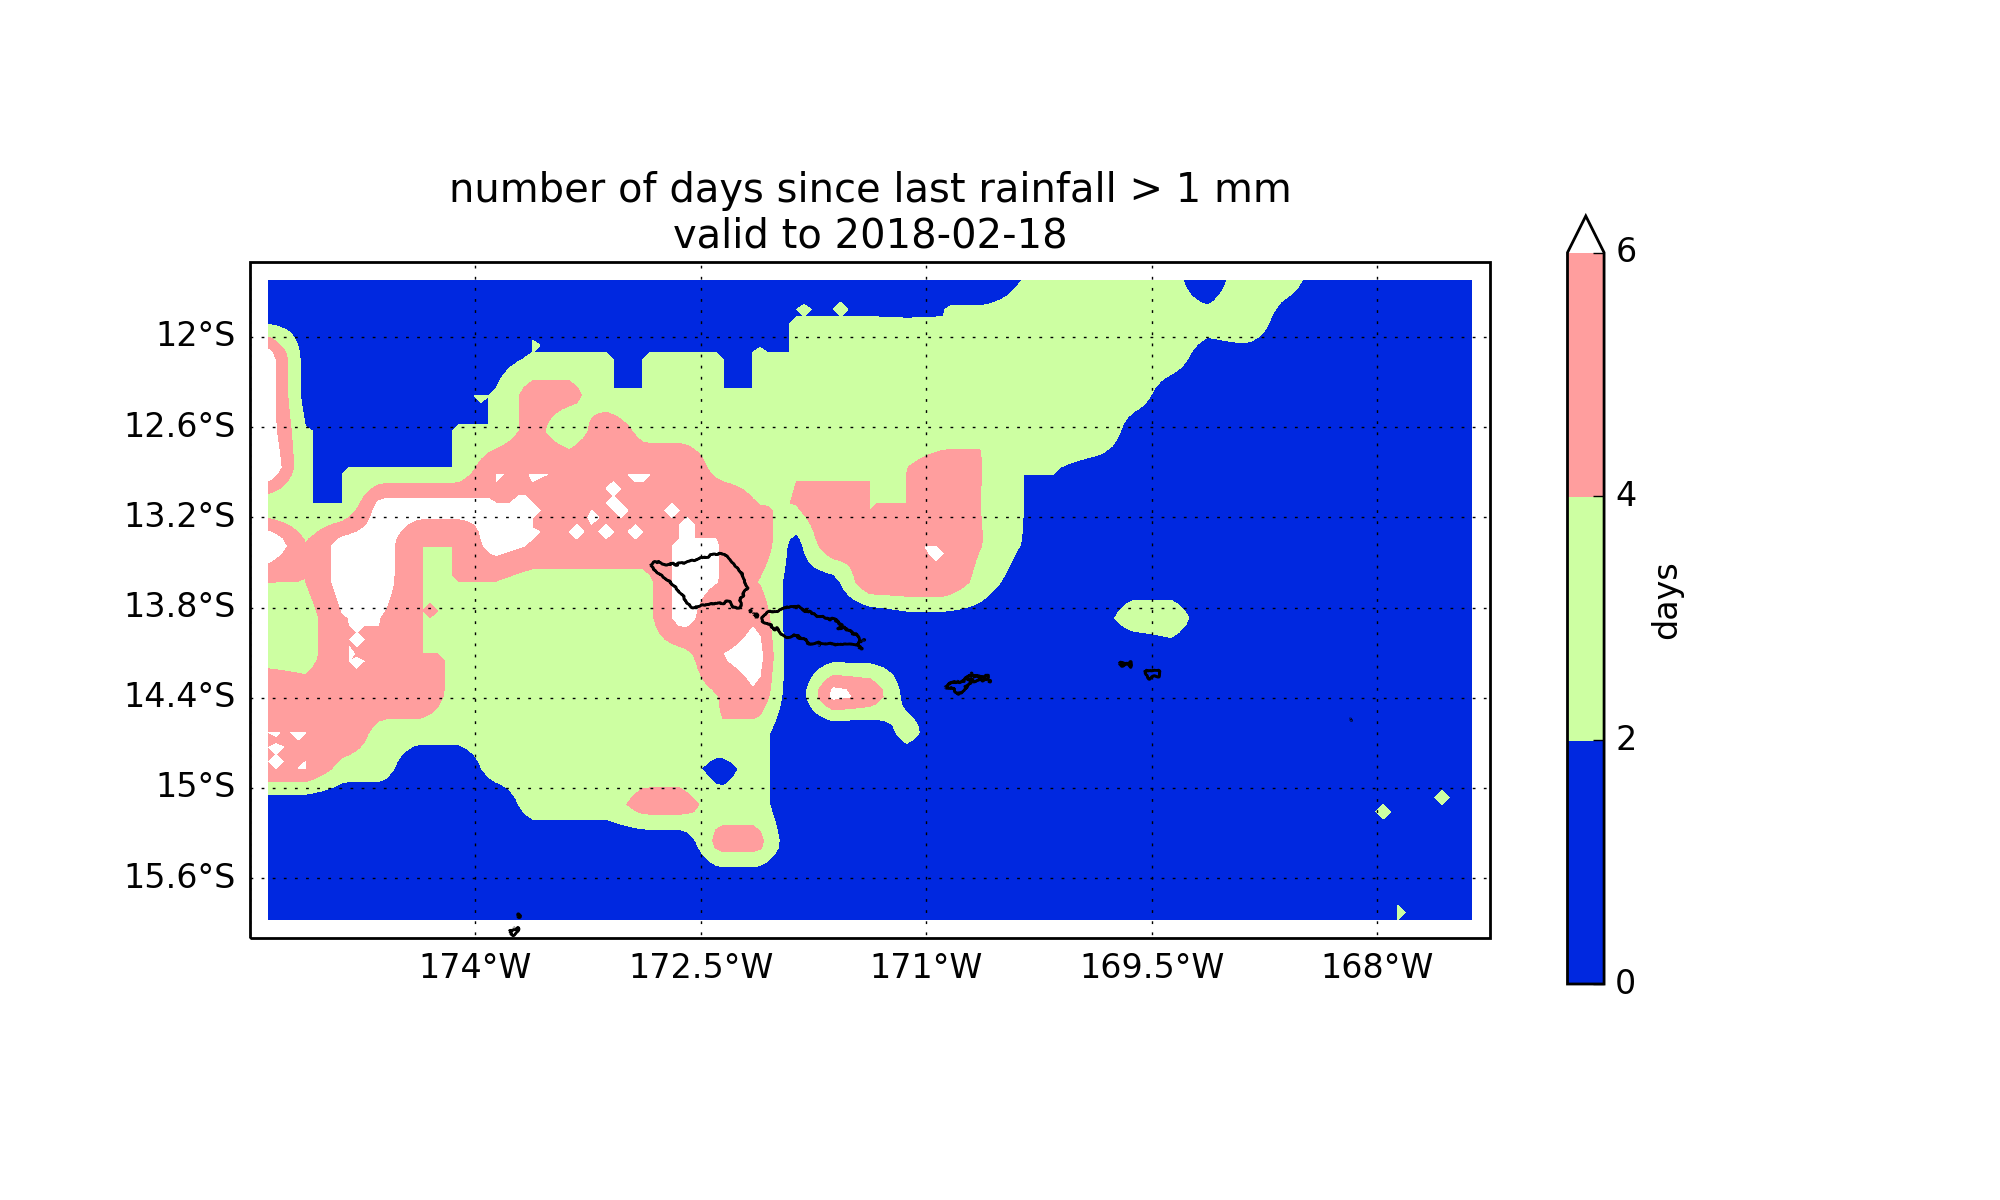 number of days since last rainfall > 1 mm
valid to 2018-02-18
12°S
12.6°S
13.2°S
13.8°S
14.4°S
15°S
15.6°S
174°W
172.5°W
171°W
169.5°W
168°W
6
4
2
0
days